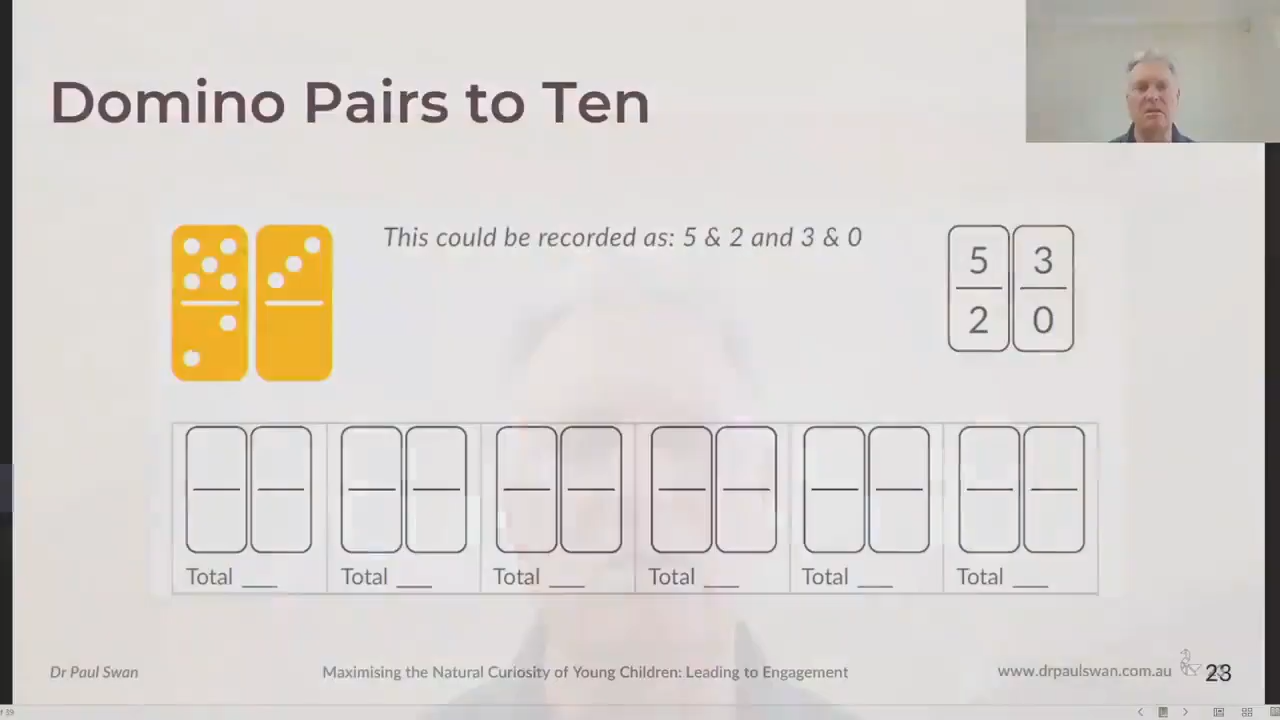 Domino Pairs to Ten
This could be recorded as: 5 & 2 and 3 & 0
5 3
2 0
Total ___ Total ___ Total ___ Total ___ Total ___ Total ___
Dr Paul Swan
Maximising the Natural Curiosity of Young Children: Leading to Engagement
www.drpaulswan.com.au
23